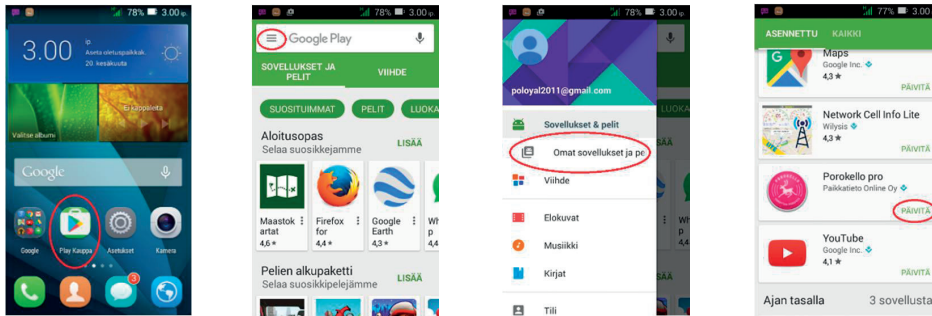 78% 3.00 ip.
3.00
ip.
Aseta oletuspaikkak.
20. kesäkuuta
Ei kappaleita
Valitse albumi
Google
Google
Play Kauppa
Asetukset
Kamera
3
78% 3.00 ip.
Google Play
SOVELLUKSET JA
PELIT
VIIHDE
SUOSITUIMMAT
PELIT
LUOKA
Aloitusopas
LISÄÄ
Selaa suosikkejamme
Maastok
artat
4,6 ★
Firefox
for
4,4 ★
Google
Earth
4,3 ★
Wh
p
4,4
Pelien alkupaketti
LISÄÄ
Selaa suosikkipelejämme
78% 3.00 ip.
poloyal2011@gmail.com
LUOKA
Sovellukset & pelit
SÄÄ
Omat sovellukset ja pe
Viihde
Elokuvat
Wh
p
Musiikki
4,4
Kirjat
SÄÄ
Tili
77% 3.00
ASENNETTU
KAIKKI
Maps
Google Inc.
4,3 ★
PÄIVITÄ
Network Cell Info Lite
Wilysis
4,3 ★
PÄIVITÄ
POROKELLO
Porokello pro
Paikkatieto Online Oy
PÄIVITÄ
YouTube
Google Inc.
4,1 ★
PÄIVITÄ
Ajan tasalla
3 sovellusta